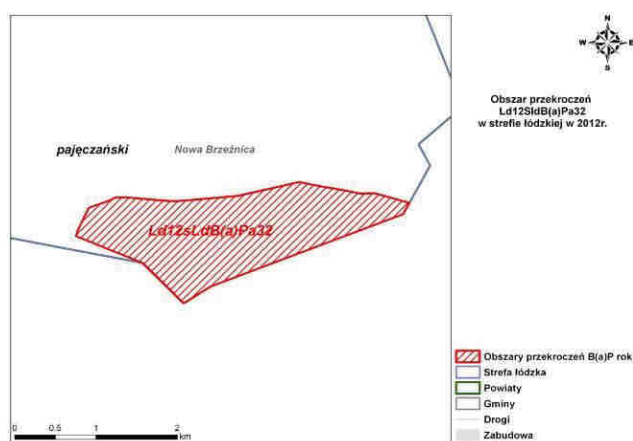 N
W E
S
Obszar przekroczeń
Ld12SldB(a)Pa32
w strefie łódzkiej w 2012r.
pajęczański
Nowa Brzeźnica
Ld12sLdB(a)Pa32
Obszary przekroczeń B(a)P rok
Strefa łódzka
Powiaty
Gminy
Drogi
Zabudowa
0 0.5 1 2
km